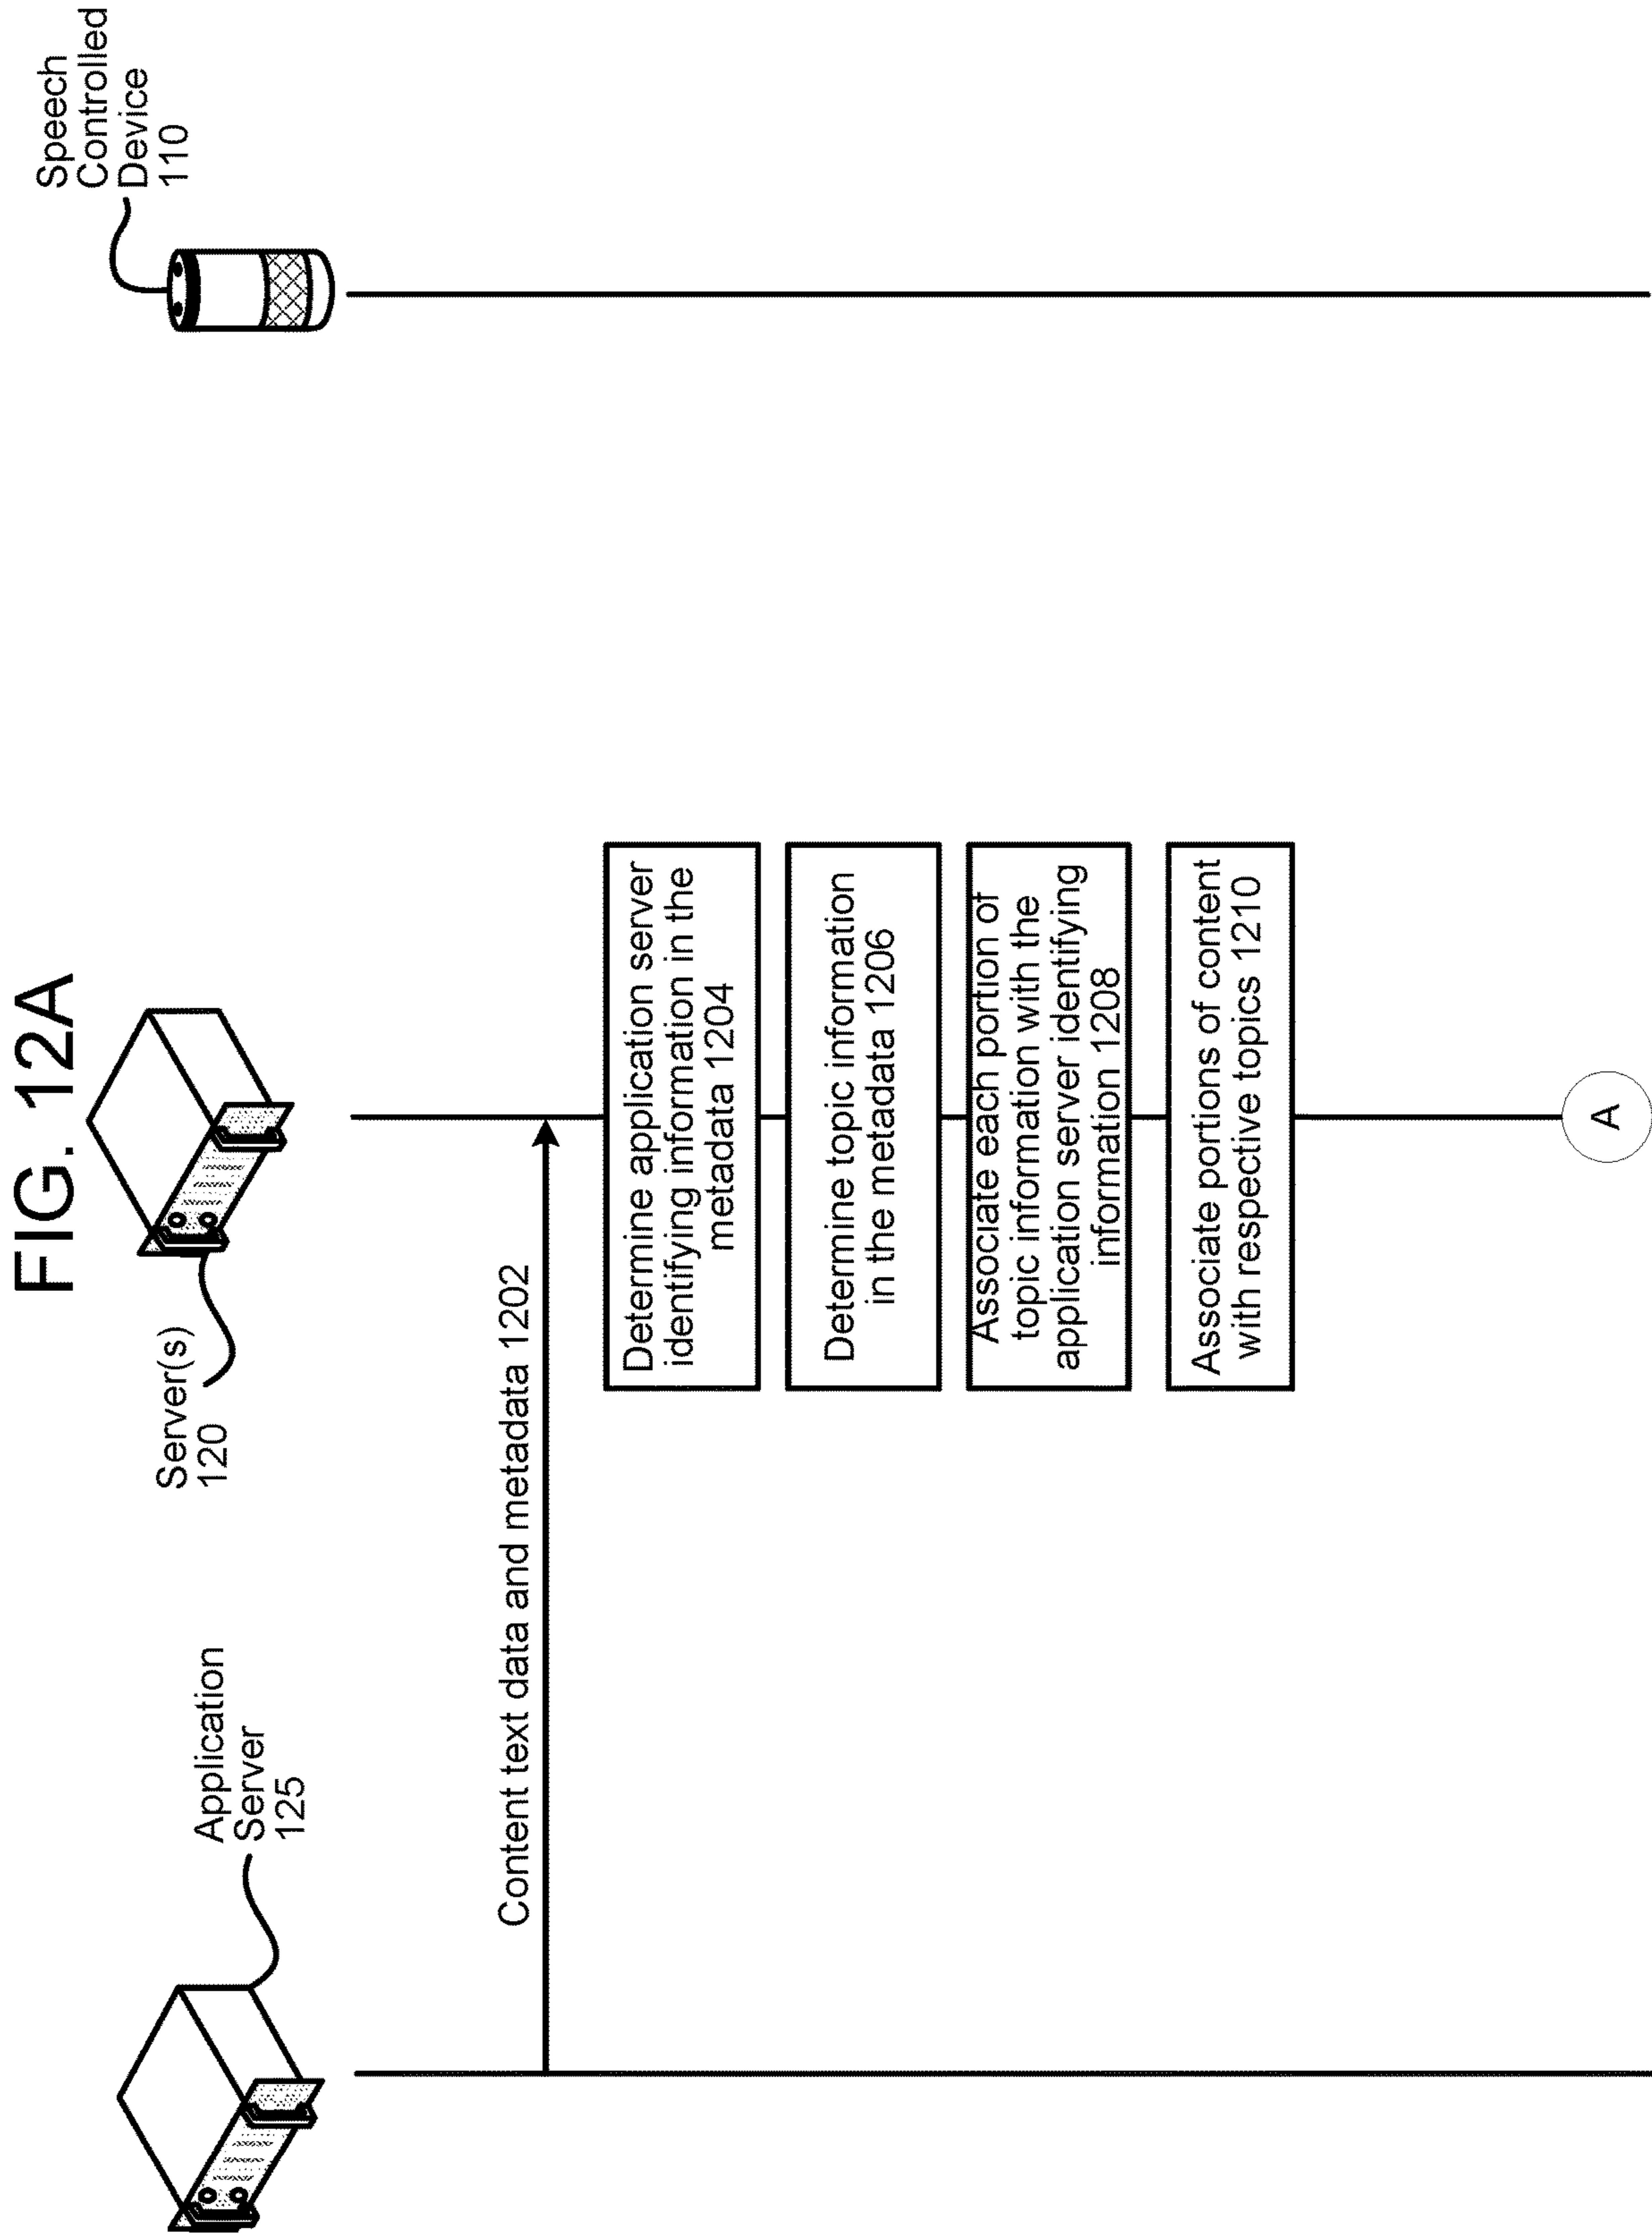 FIG. 12A
Application
Server
125
Server(s)
120
Speech
Controlled
Device
110
Content text data and metadata 1202
Determine application server
identifying information in the
metadata 1204
Determine topic information
in the metadata 1206
Associate each portion of
topic information with the
application server identifying
information 1208
Associate portions of content
with respective topics 1210
A